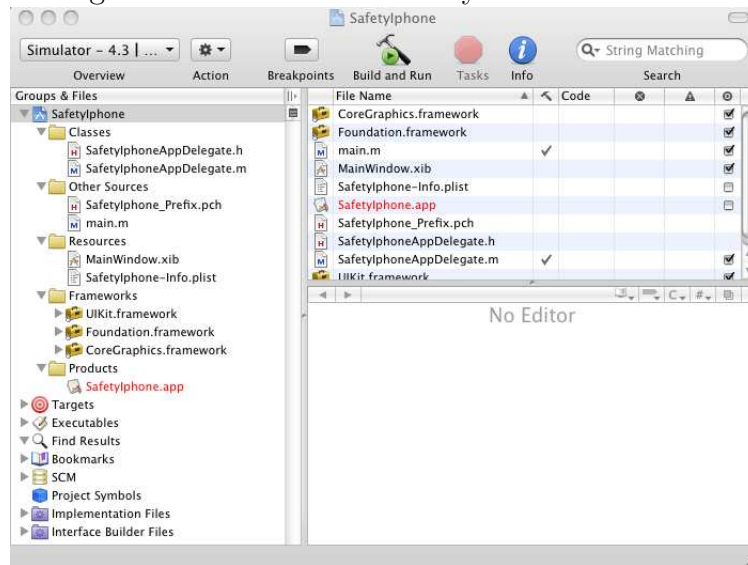 SafetyIphone
Simulator - 4.3 | ...
String Matching
Overview
Action
Breakpoints
Build and Run
Tasks
Info
Search
Groups & Files
SafetyIphone
Classes
SafetyIphoneAppDelegate.h
SafetyIphoneAppDelegate.m
Other Sources
SafetyIphone_Prefix.pch
main.m
Resources
MainWindow.xib
SafetyIphone-Info.plist
Frameworks
UIKit.framework
Foundation.framework
CoreGraphics.framework
Products
SafetyIphone.app
Targets
Executables
Find Results
Bookmarks
SCM
Project Symbols
Implementation Files
Interface Builder Files
File Name
Code
CoreGraphics.framework
Foundation.framework
main.m
MainWindow.xib
SafetyIphone-Info.plist
SafetyIphone.app
SafetyIphone_Prefix.pch
SafetyIphoneAppDelegate.h
SafetyIphoneAppDelegate.m
UIKit.framework
C
#
No Editor